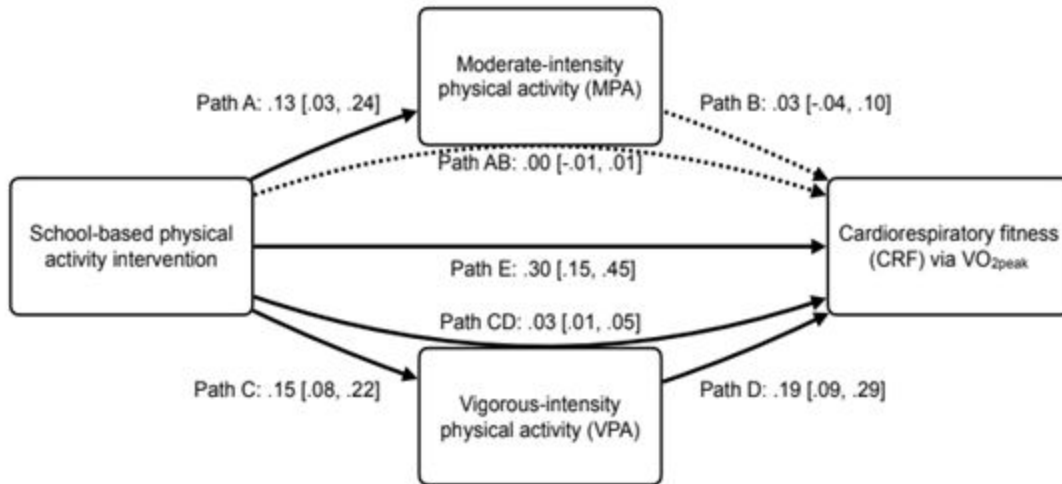 Moderate-intensity
physical activity (MPA)
Path A: .13 [.03, .24]
Path B: .03 [-.04, .10]
Path AB: .00 [-.01, .01]
School-based physical
activity intervention
Cardiorespiratory fitness
(CRF) via VO2peak
Path E: .30 [.15, .45]
Path CD: .03 [.01, .05]
Path C: .15 [.08, .22]
Path D: .19 [.09, .29]
Vigorous-intensity
physical activity (VPA)